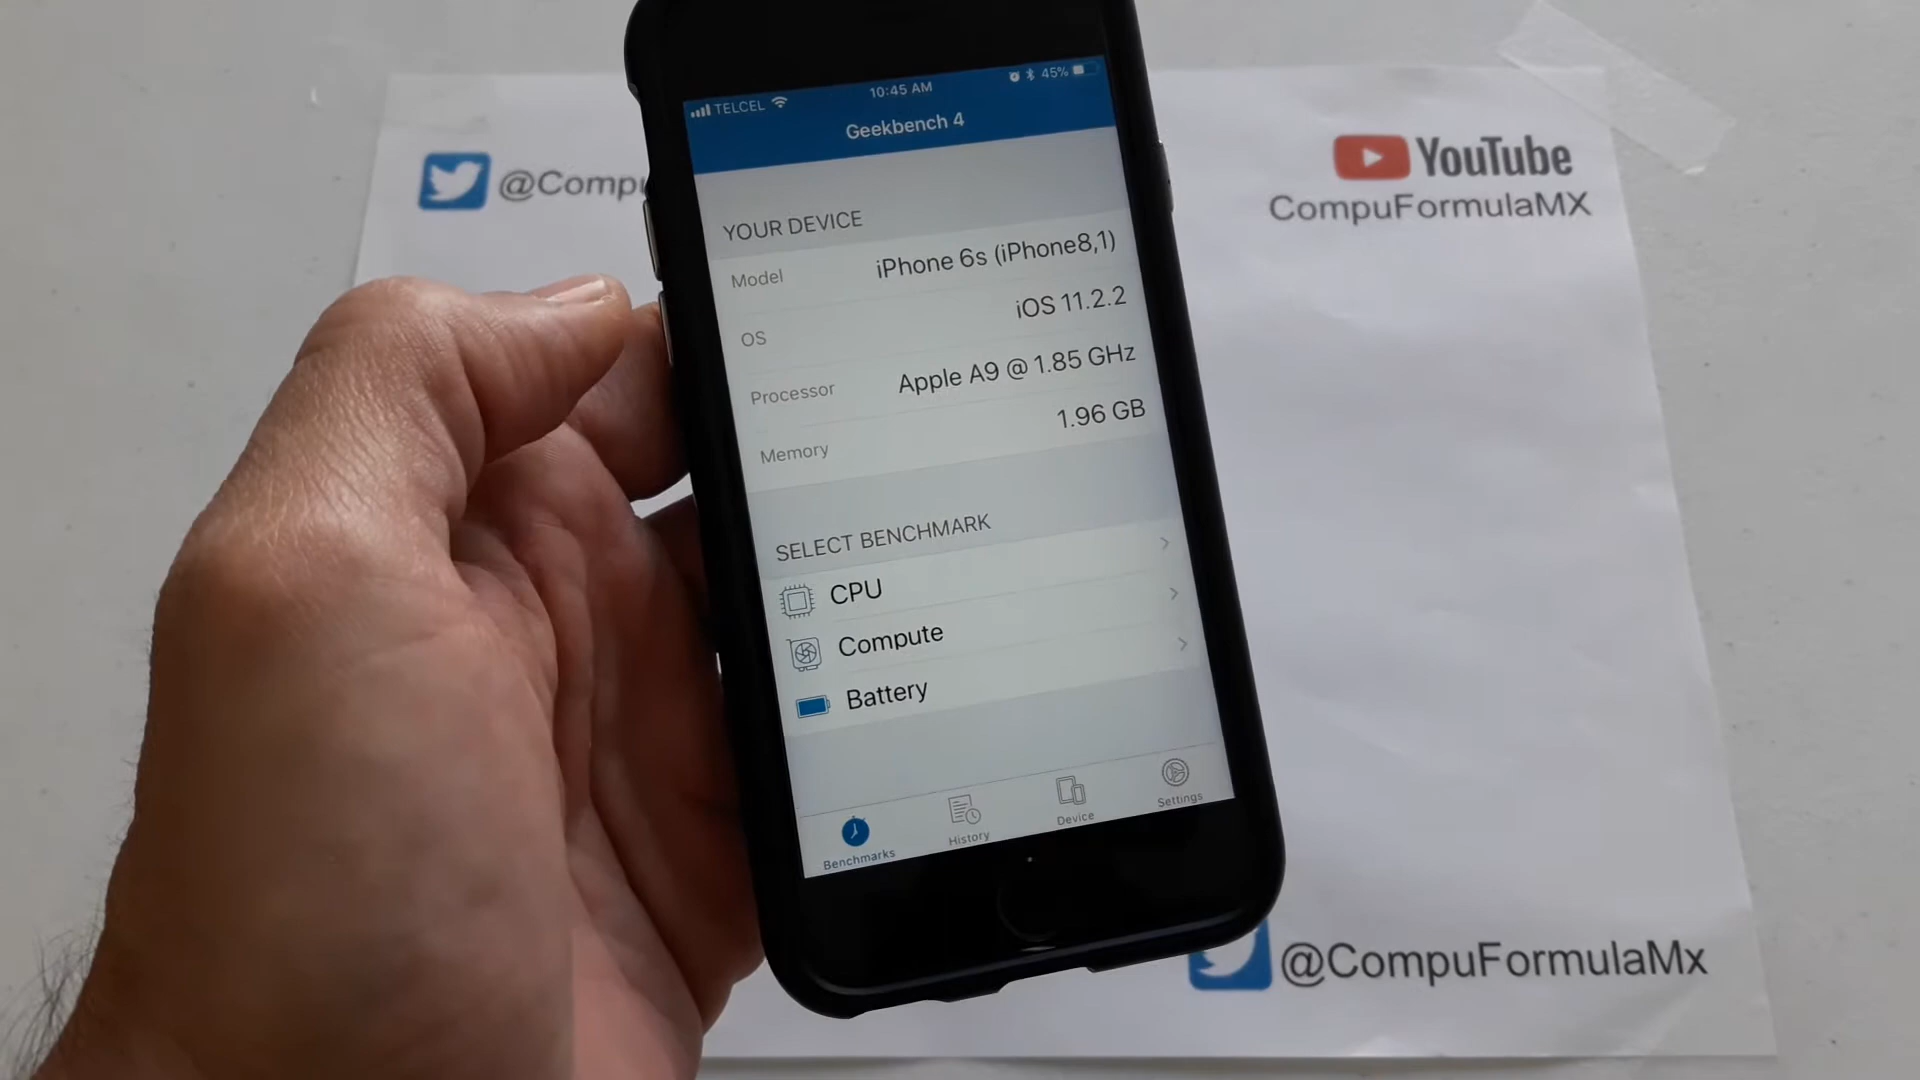 TELCEL 10:45 AM 45%
Geekbench 4
@Compu
YouTube
CompuFormulaMX
YOUR DEVICE
Model iPhone 6s (iPhone8,1)
OS iOS 11.2.2
Processor Apple A9 @ 1.85 GHz
Memory 1.96 GB
SELECT BENCHMARK
CPU
Compute
Battery
Benchmarks History Device Settings
@CompuFormulaMx